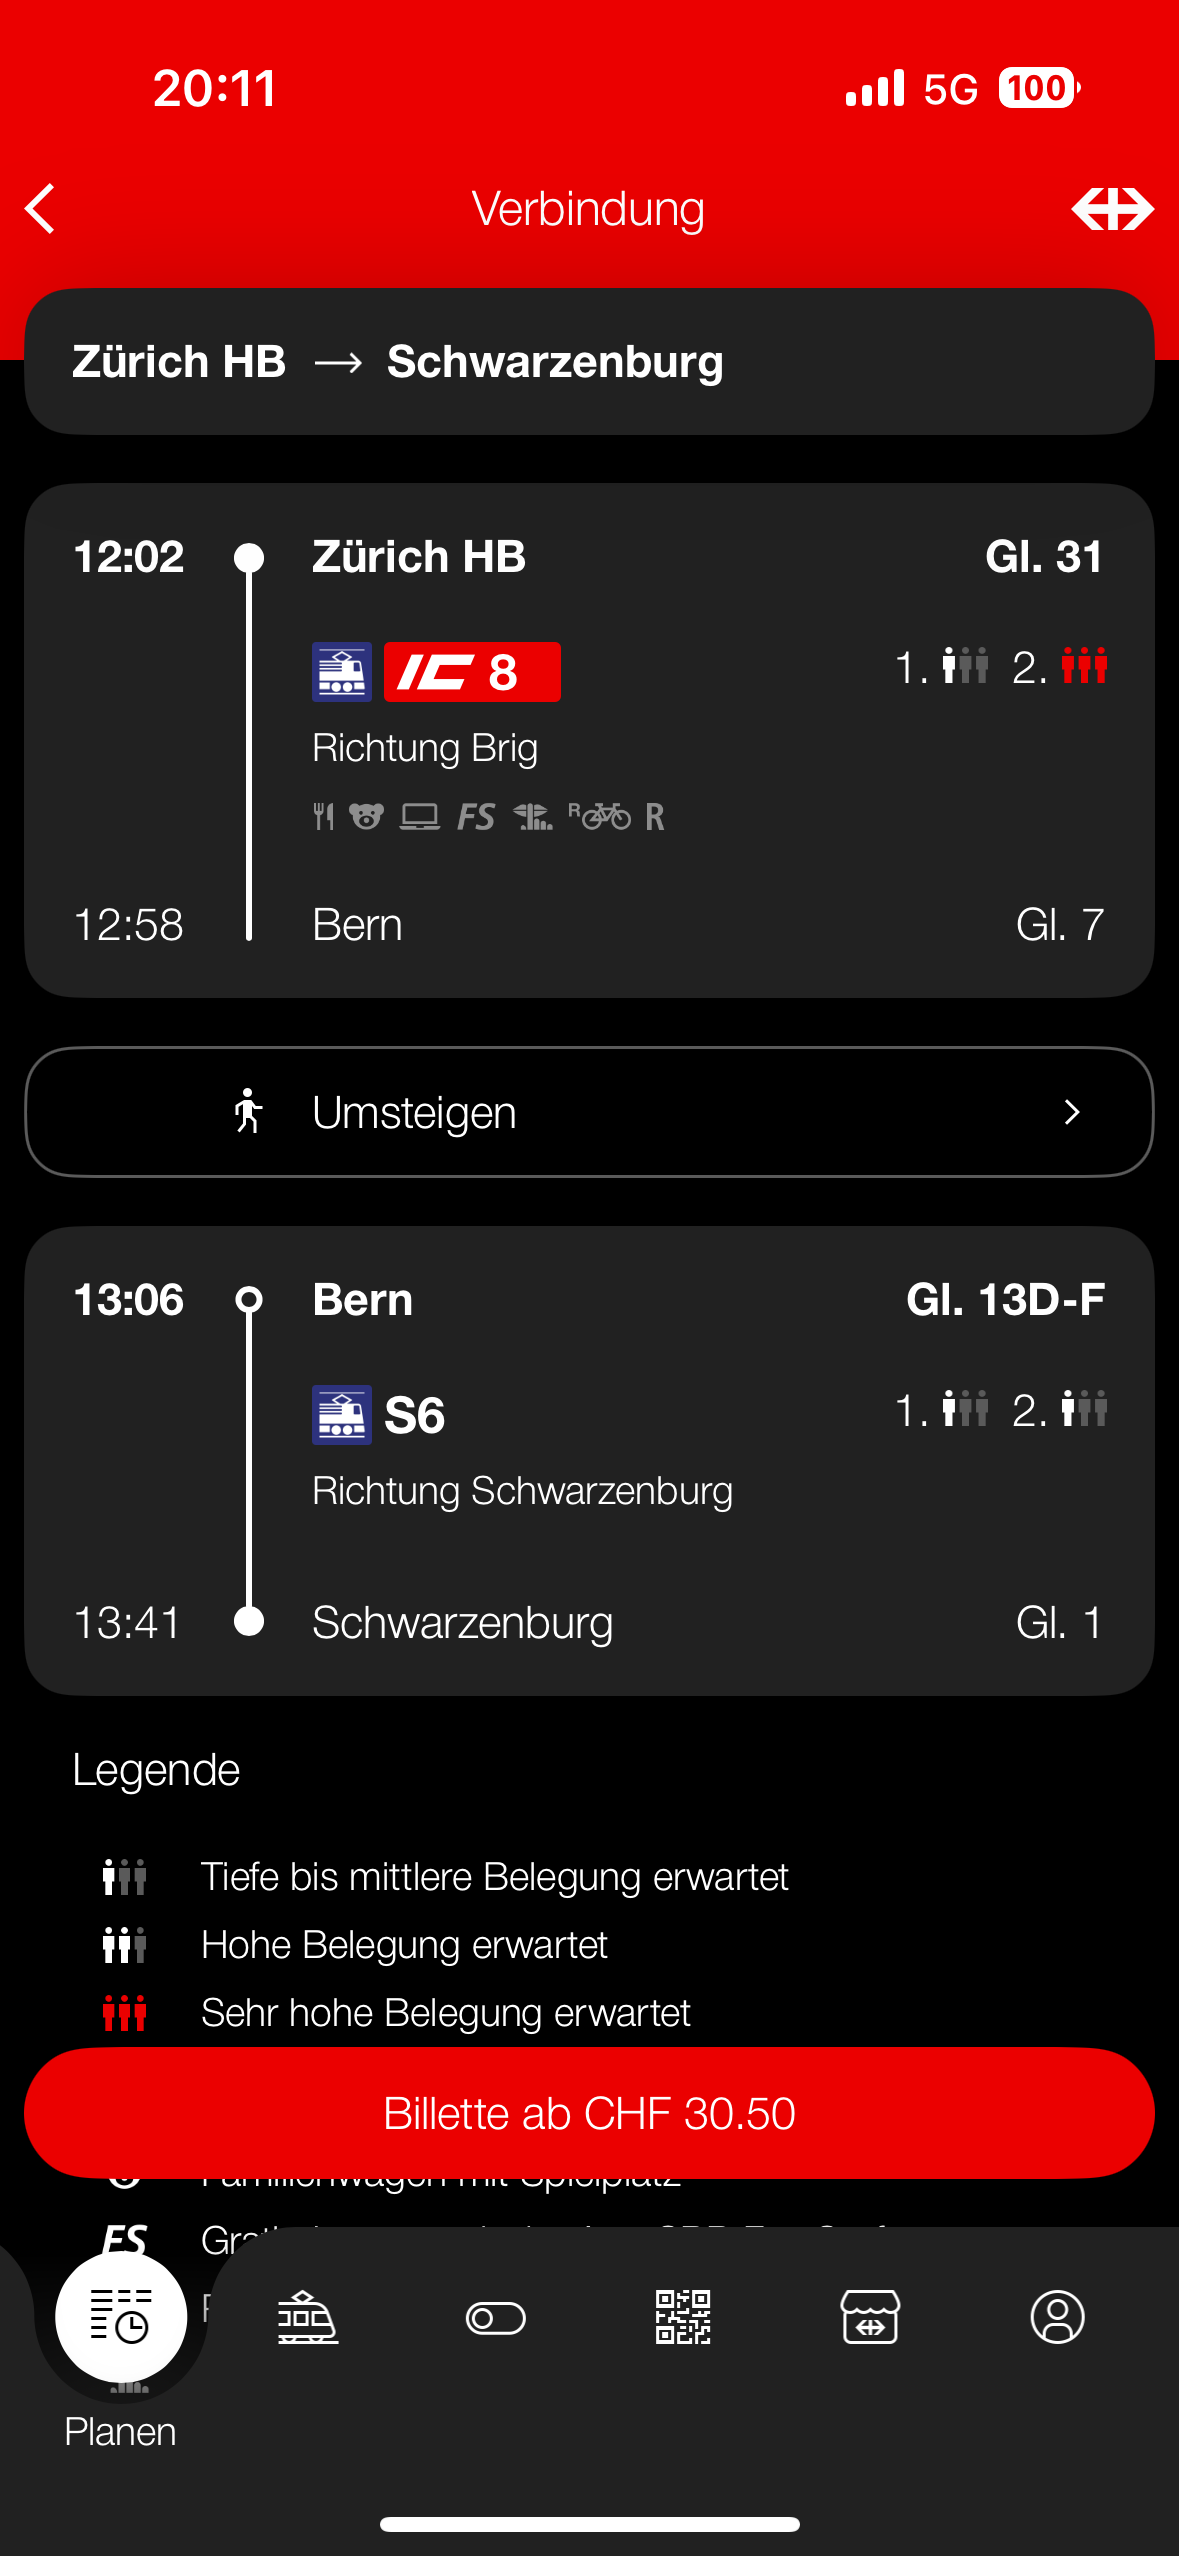 20:11 5G 100
Verbindung
Zürich HB → Schwarzenburg
12:02 Zürich HB Gl. 31
IC 8 1. 2.
Richtung Brig
FS R R
12:58 Bern Gl. 7
Umsteigen
13:06 Bern Gl. 13D-F
S6 1. 2.
Richtung Schwarzenburg
13:41 Schwarzenburg Gl. 1
Legende
Tiefe bis mittlere Belegung erwartet
Hohe Belegung erwartet
Sehr hohe Belegung erwartet
Billette ab CHF 30.50
Familienwagen mit Spielplatz
FS
Planen